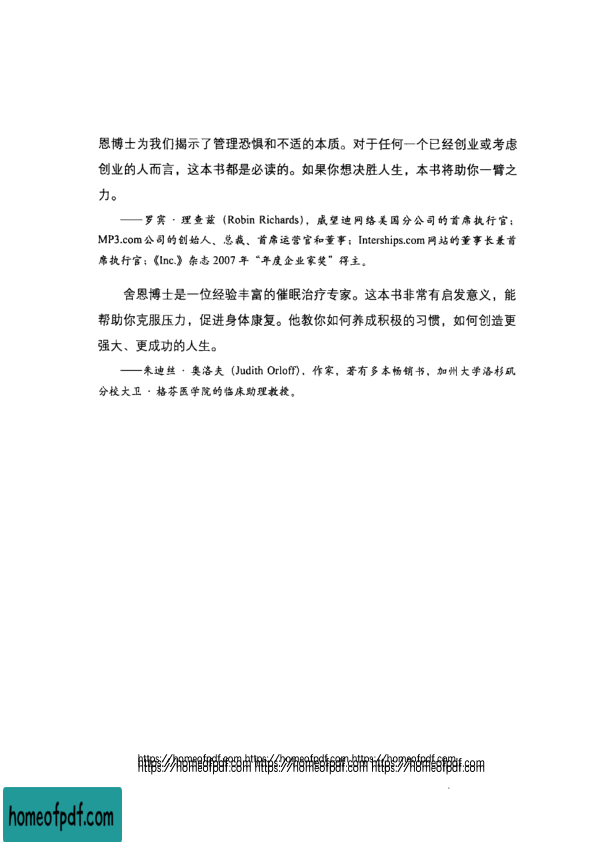 恩博士为我们揭示了管理恐惧和不适的本质。对于任何一个已经创业或考虑
创业的人而言，这本书都是必读的。如果你想决胜人生，本书将助你一臂之
力。
——罗宾·理查兹（Robin Richards），威望迪网络美国分公司的首席执行官；
MP3.com公司的创始人、总裁、首席运营官和董事；Interships.com网站的董事长兼首
席执行官；《Inc.》杂志2007年“年度企业家奖”得主。
舍恩博士是一位经验丰富的催眠治疗专家。这本书非常有启发意义，能
帮助你克服压力，促进身体康复。他教你如何养成积极的习惯，如何创造更
强大、更成功的人生。
——朱迪丝·奥洛夫（Judith Orloff），作家，著有多本畅销书，加州大学洛杉矶
分校大卫·格芬医学院的临床助理教授。
https://homeofpdf.com https://homeofpdf.com https://homeofpdf.com
https://homeofpdf.com https://homeofpdf.com https://homeofpdf.com
homeofpdf.com